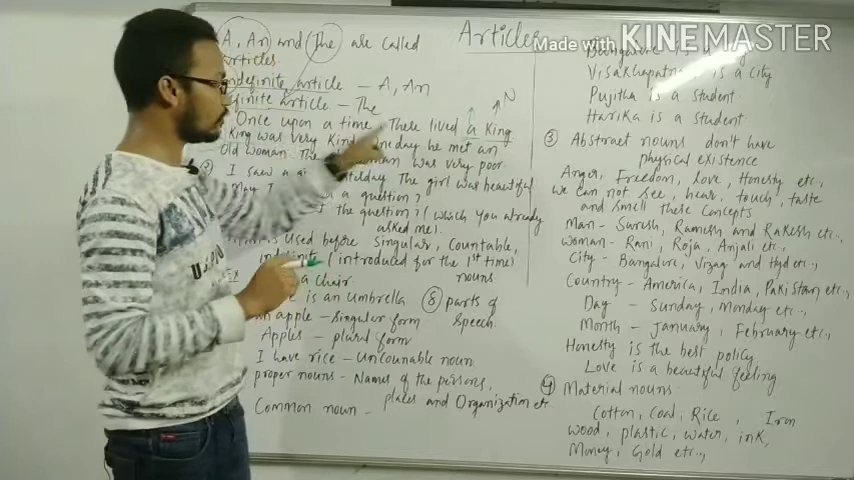 Articles
Made with KINEMASTER
A, An and The are called
articles.
Indefinite article - A, An
Definite article - The
Once upon a time There lived a King
N
King was very Kind oneday he met an
Old woman The woman was very poor
I saw a The girl was beautiful
May I a question ?
the question ? (which you already
asked me).
is used before singular, countable,
indefinite (introduced for the 1st time)
nouns
a chair
is an umbrella
an apple - singular form
Apples - plural form
I have rice - Uncounable noun
proper nouns - Names of the persons,
places and Organization etc
Common noun -
⑧ parts of
speech
Bangalore is a
Visakhapatnam is a city
Pujitha is a student
Harika is a student
③ Abstract nouns don't have
physical existence
Anger, Freedom, Love, Honesty etc.,
we can not see, hear, touch, taste
and smell these concepts
Man - Suresh, Ramesh and Rakesh etc.,
woman - Rani, Roja, Anjali etc.,
City - Bangalore, Vizag and Hyd etc.,
Country - America, India, Pakistan etc.,
Day - Sunday, Monday etc.,
Month - January, February etc.,
Honesty is the best policy
Love is a beautiful feeling
④ Material nouns
Cotton, Coal, Rice, Iron
wood, plastic, water, ink,
Money, Gold etc.,